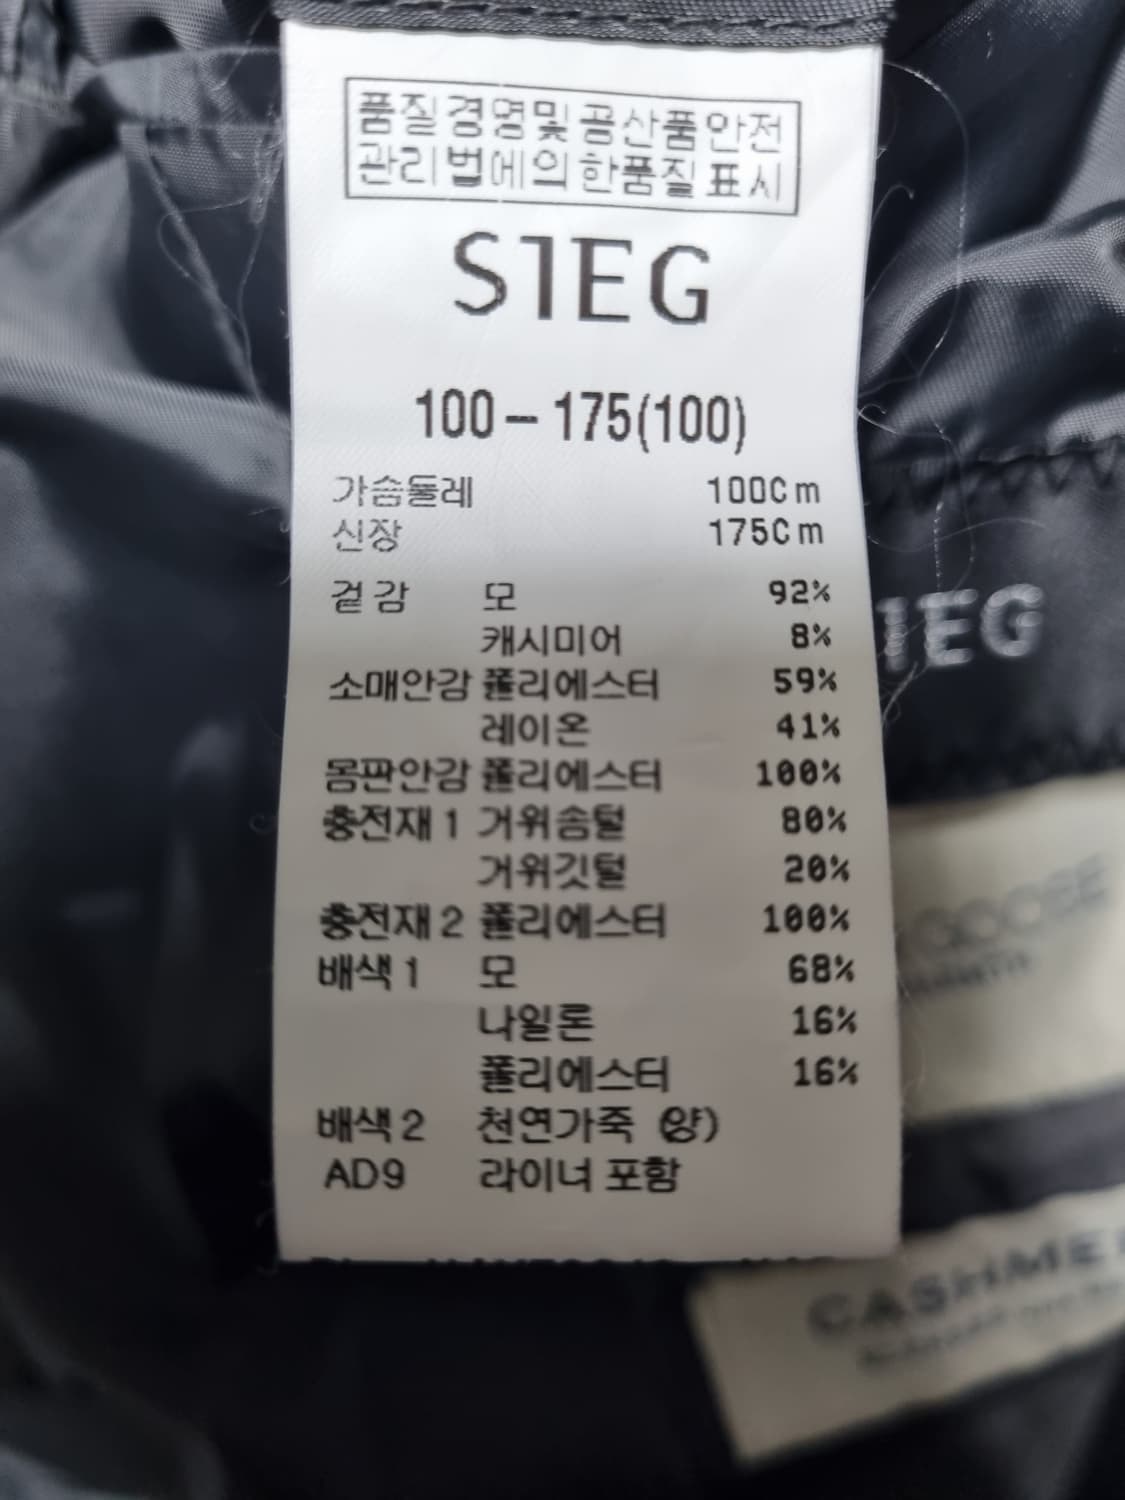 품질경영및 공산품안전
관리법에의한품질표시
SIEG
100-175(100)
가슴둘레 100Cm
신장 175Cm
겉감 모 92%
캐시미어 8%
소매안감 폴리에스터 59%
레이온 41%
몸판안감 폴리에스터 100%
충전재1 거위솜털 80%
거위깃털 20%
충전재2 폴리에스터 100%
배색1 모 68%
나일론 16%
폴리에스터 16%
배색2 천연가죽 (양)
AD9 라이너포함
IEG
GOOSE
CASHME